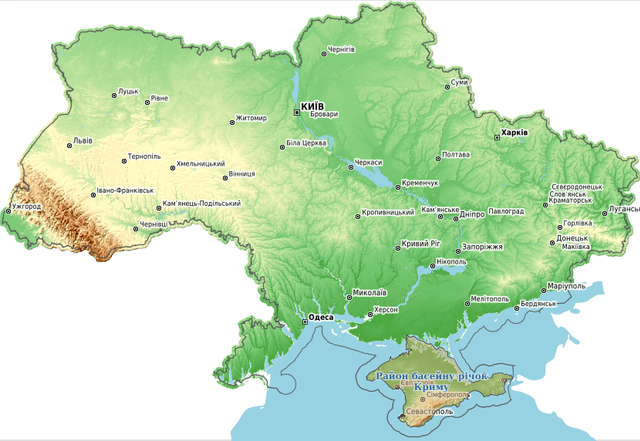 Чернігів
Суми
Луцьк
Рівне
КИЇВ
Бровари
Житомир
Харків
Львів
Біла Церква
Тернопіль
Хмельницький
Черкаси
Полтава
Вінниця
Кременчук
Івано-Франківськ
Сєвєродонецьк
Слов'янськ
Краматорськ
Ужгород
Кам'янець-Подільський
Кропивницький
Кам'янське
Дніпро
Павлоград
Луганськ
Чернівці
Горлівка
Кривий Ріг
Запоріжжя
Донецьк
Макіївка
Нікополь
Миколаїв
Маріуполь
Мелітополь
Бердянськ
Херсон
Одеса
Район басейну річок
Криму
Сімферополь
Севастополь